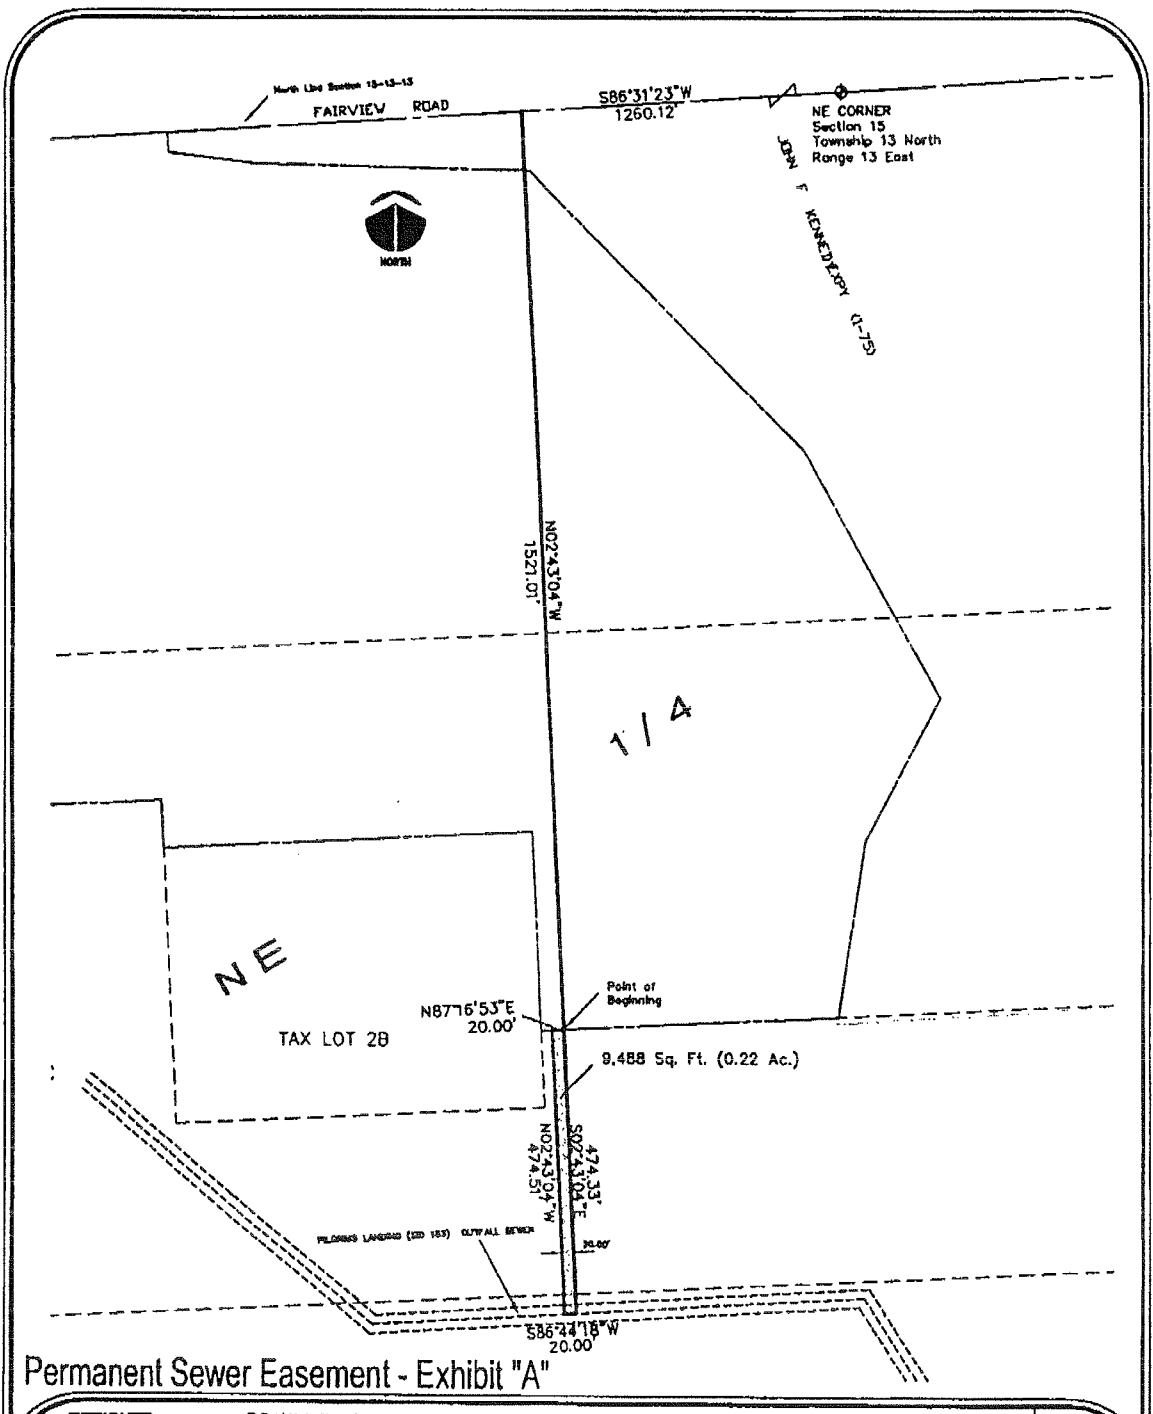 North Line Section 15-13-13
FAIRVIEW ROAD
S86°31'23"W
1260.12'
NE CORNER
Section 15
Township 13 North
Range 13 East
JOHN F KENNEDY EXPY (I-75)
NORTH
N02°43'04"W
1521.01'
1/4
NE
TAX LOT 2B
Point of
Beginning
N87°16'53"E
20.00'
9,488 Sq. Ft. (0.22 Ac.)
N02°43'04"W
474.51'
474.33'
S02°43'04"E
LANDING (SID 183) OUTFALL SEWER
20.00'
S86°44'18"W
20.00'
Permanent Sewer Easement - Exhibit "A"